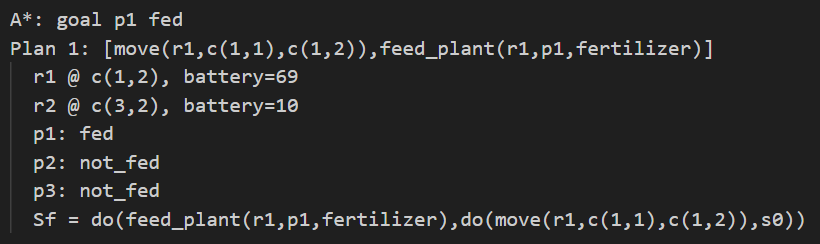 A*: goal p1 fed
Plan 1: [move(r1,c(1,1),c(1,2)),feed_plant(r1,p1,fertilizer)]
r1 @ c(1,2), battery=69
r2 @ c(3,2), battery=10
p1: fed
p2: not_fed
p3: not_fed
Sf = do(feed_plant(r1,p1,fertilizer),do(move(r1,c(1,1),c(1,2)),s0))